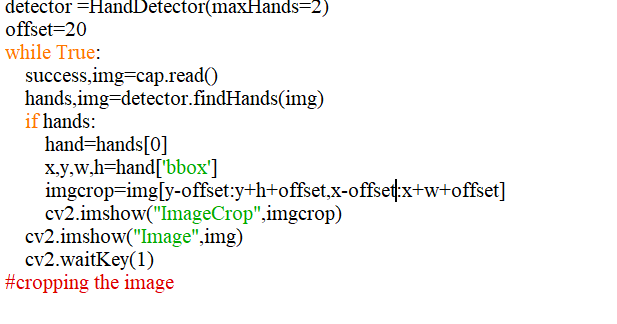 detector =HandDetector(maxHands=2)
offset=20
while True:
    success,img=cap.read()
    hands,img=detector.findHands(img)
    if hands:
        hand=hands[0]
        x,y,w,h=hand['bbox']
        imgcrop=img[y-offset:y+h+offset,x-offset:x+w+offset]
        cv2.imshow("ImageCrop",imgcrop)
    cv2.imshow("Image",img)
    cv2.waitKey(1)
#cropping the image